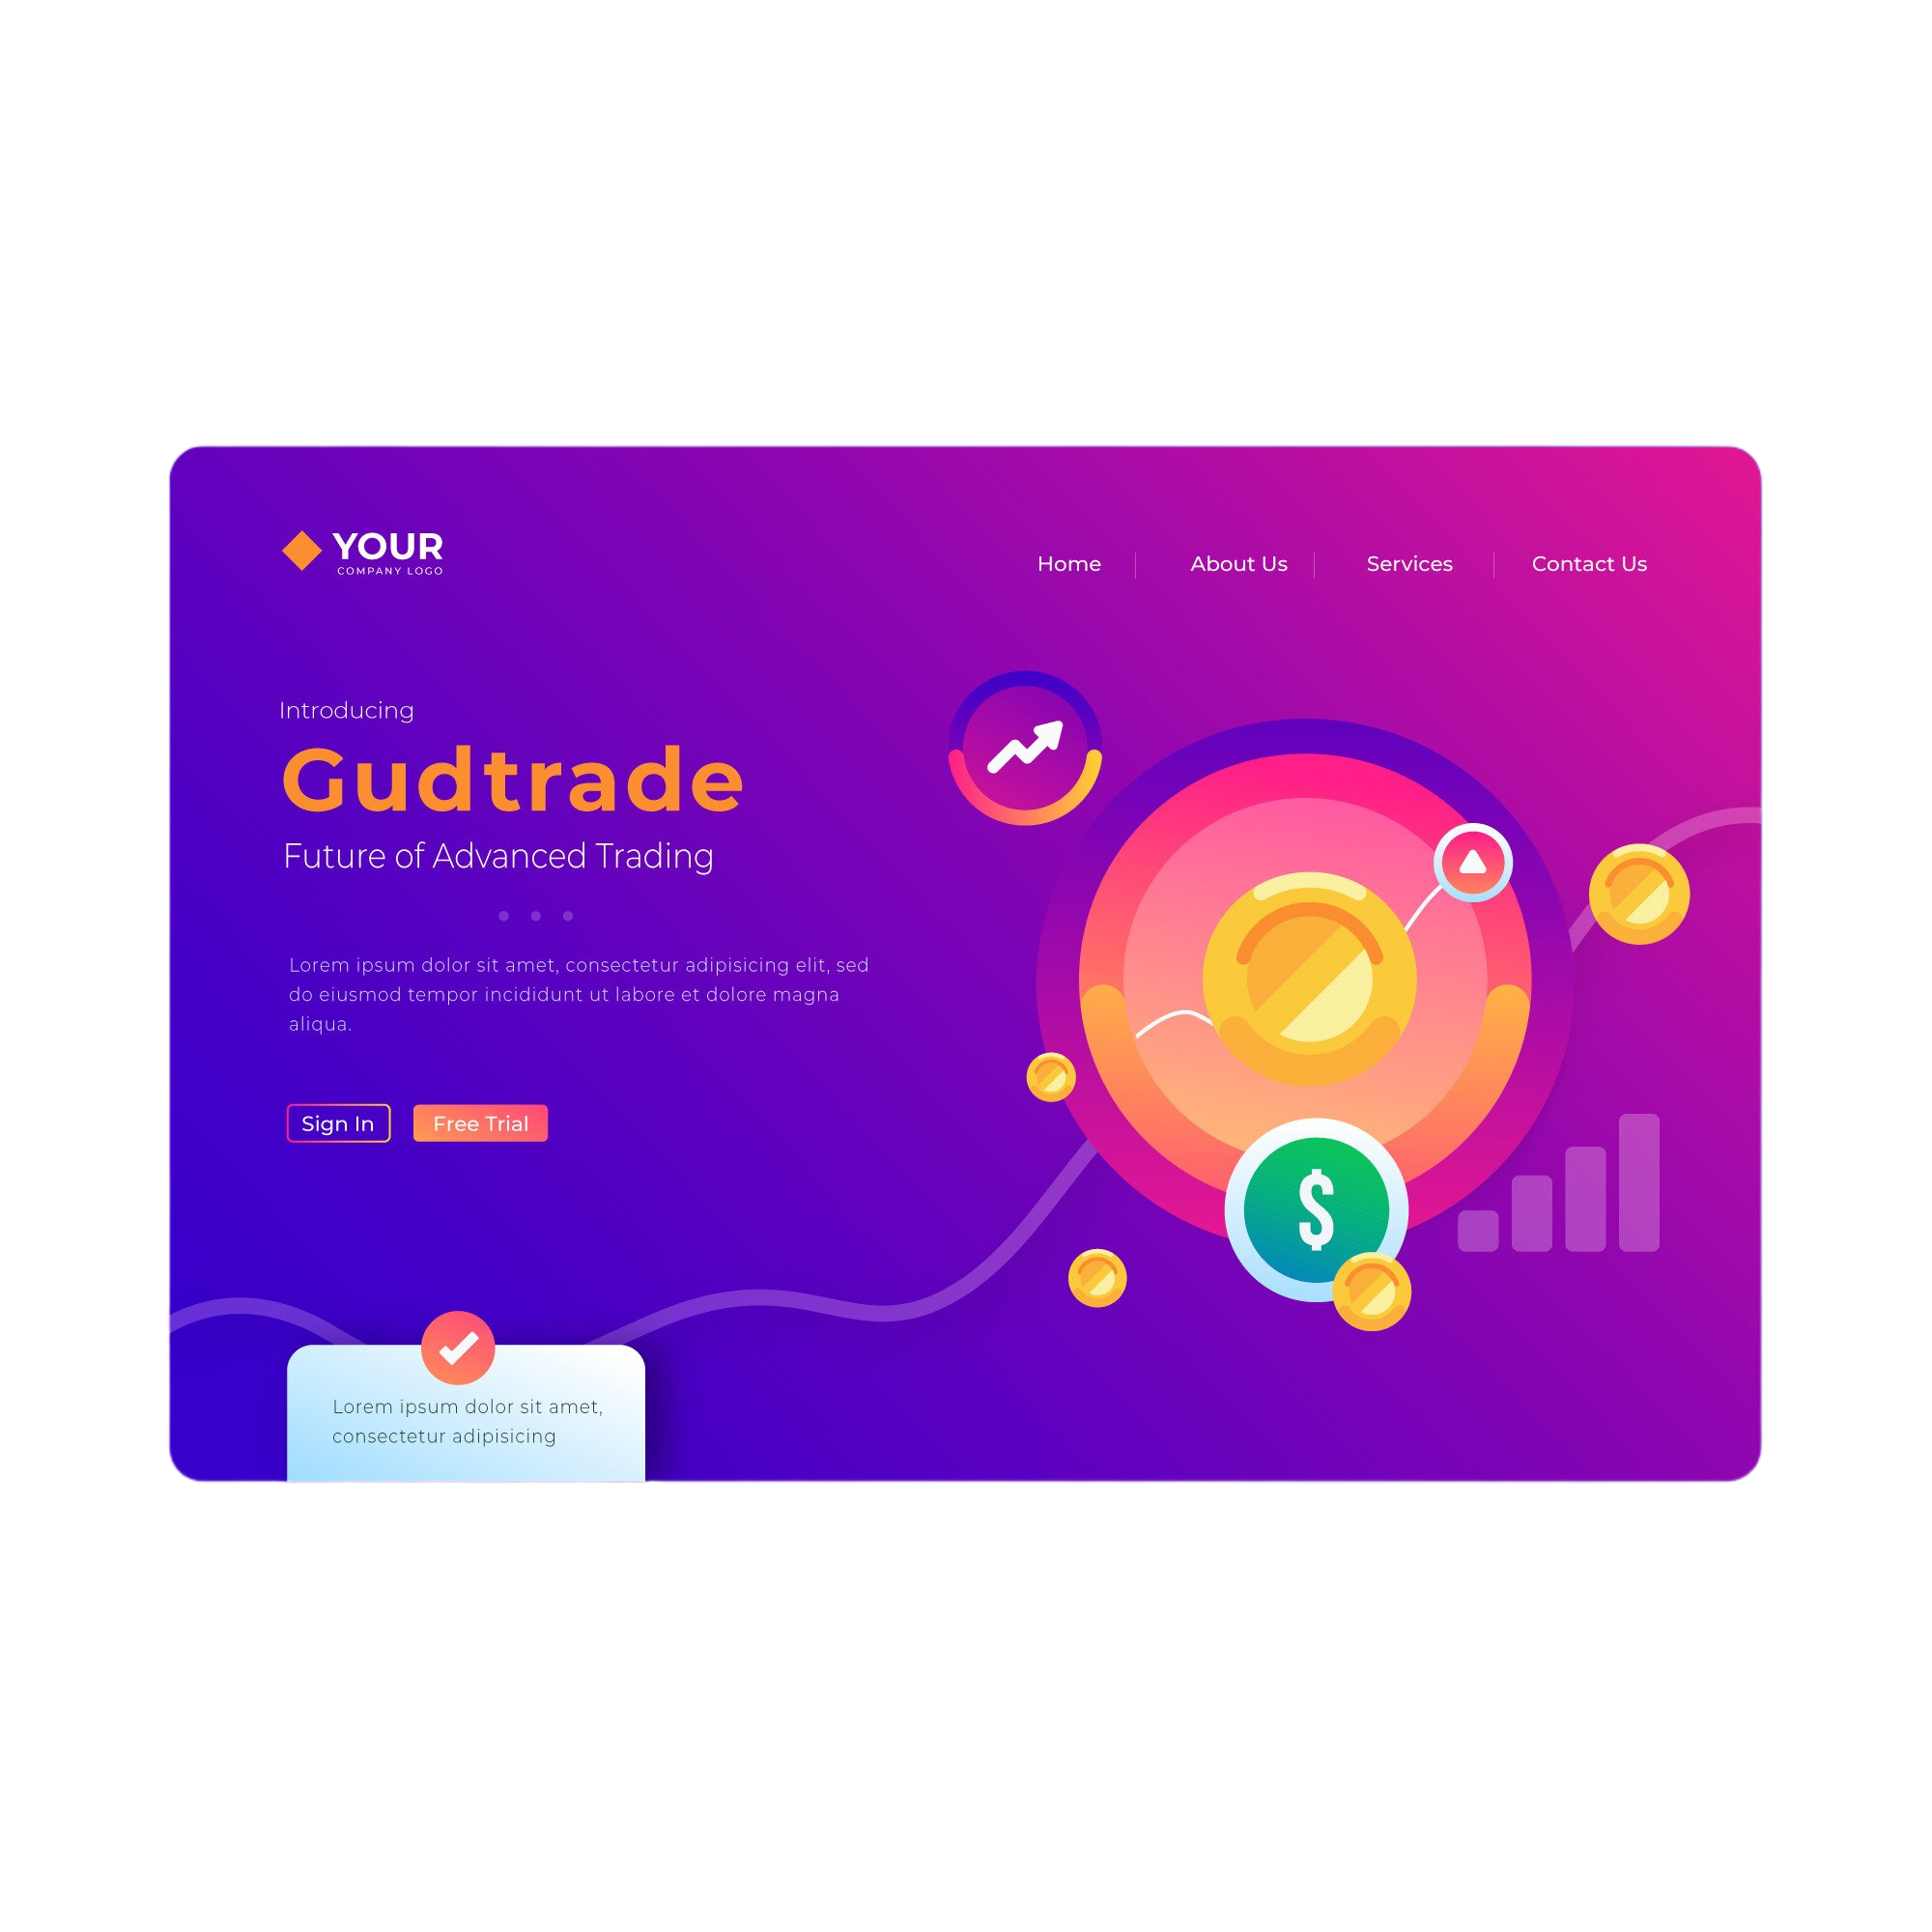 YOUR
COMPANY LOGO
Home
About Us
Services
Contact Us
Introducing
Gudtrade
Future of Advanced Trading
Lorem ipsum dolor sit amet, consectetur adipisicing elit, sed
do eiusmod tempor incididunt ut labore et dolore magna
aliqua.
Sign In
Free Trial
$
Lorem ipsum dolor sit amet,
consectetur adipisicing